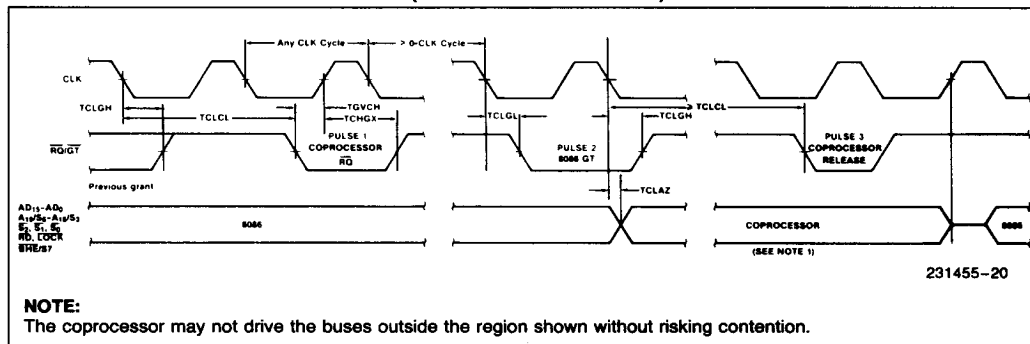 Any CLK Cycle
> 0-CLK Cycle
CLK
TCLGH
TCLCL
TGVCH
TCHGX
TCLGL
TCLGH
> TCLCL
RQ/GT
PULSE 1
COPROCESSOR
RQ
PULSE 2
8086 GT
PULSE 3
COPROCESSOR
RELEASE
Previous grant
TCLAZ
AD15-AD0
A19/S6-A16/S3
S2, S1, S0
RD, LOCK
BHE/S7
8086
COPROCESSOR
(SEE NOTE 1)
8086
231455-20
NOTE:
The coprocessor may not drive the buses outside the region shown without risking contention.